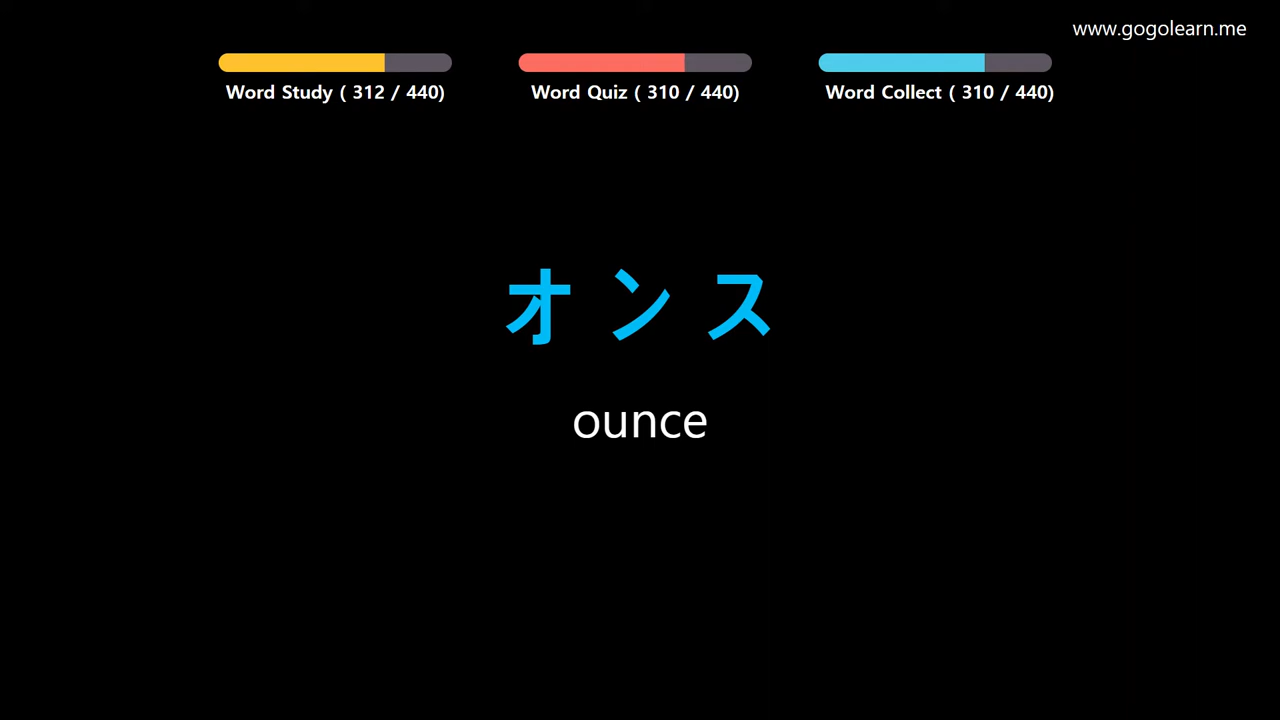 www.gogolearn.me
Word Study ( 312 / 440)
Word Quiz ( 310 / 440)
Word Collect ( 310 / 440)
オンス
ounce